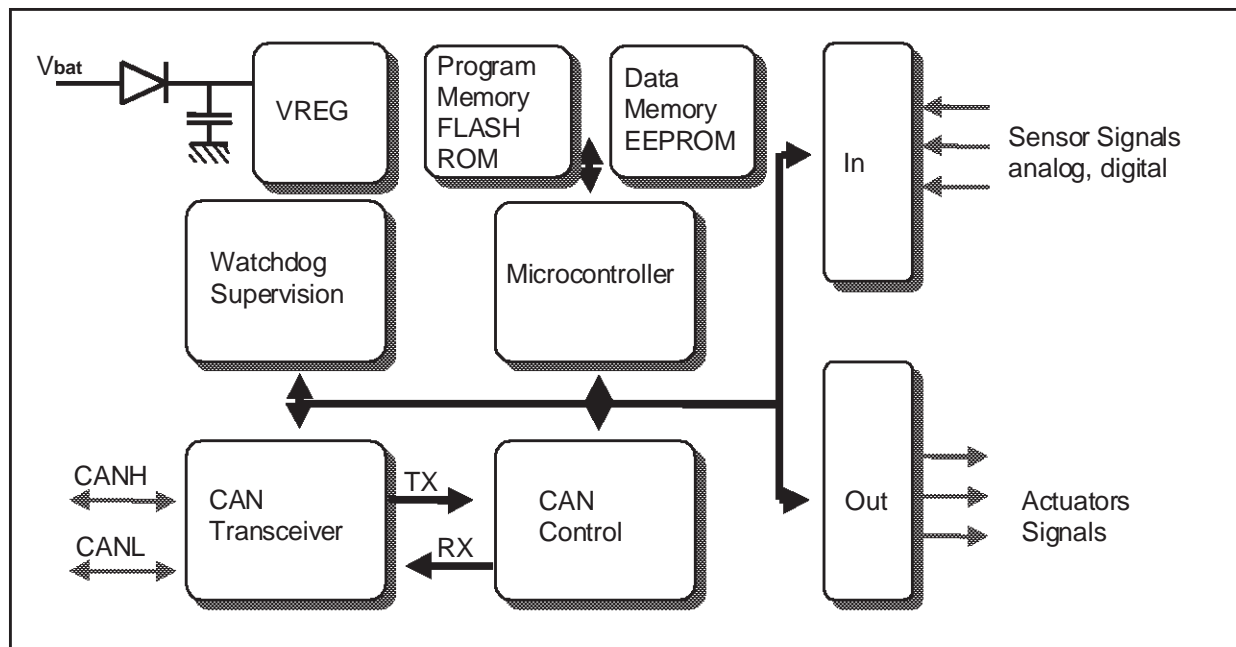 Vbat
VREG
Program
Memory
FLASH
ROM
Data
Memory
EEPROM
In
Sensor Signals
analog, digital
Watchdog
Supervision
Microcontroller
CANH
CANL
CAN
Transceiver
TX
RX
CAN
Control
Out
Actuators
Signals